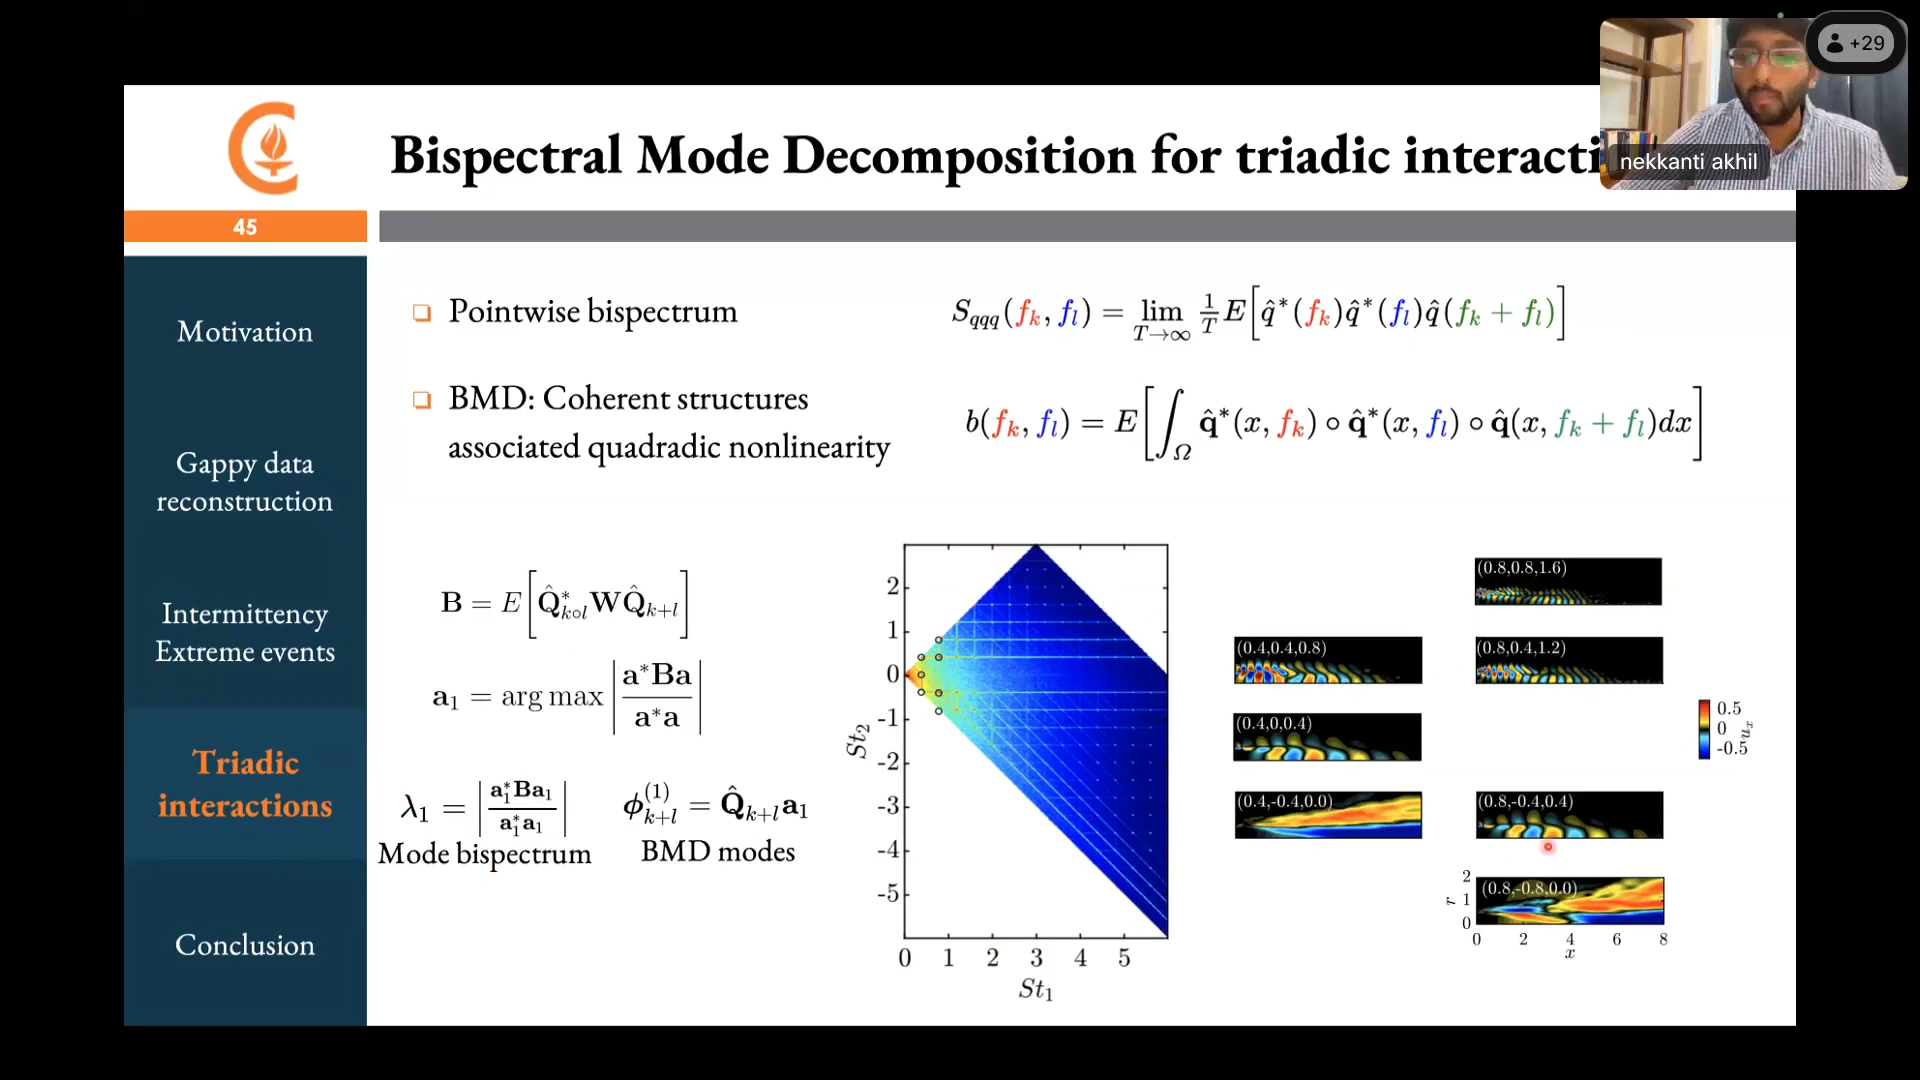 +29
nekkanti akhil
Bispectral Mode Decomposition for triadic interacti
45
Motivation
Gappy data
reconstruction
Intermittency
Extreme events
Triadic
interactions
Conclusion
❑ Pointwise bispectrum
S_{qqq}(f_k, f_l) = lim_{T→∞} 1/T E[q̂*(f_k)q̂*(f_l)q̂(f_k + f_l)]
❑ BMD: Coherent structures
associated quadradic nonlinearity
b(f_k, f_l) = E[∫_Ω q̂*(x, f_k) ∘ q̂*(x, f_l) ∘ q̂(x, f_k + f_l)dx]
B = E[Q̂*_{k∘l}WQ̂_{k+l}]
a_1 = arg max |a*Ba / a*a|
λ_1 = |a_1*Ba_1 / a_1*a_1|
Mode bispectrum
ϕ_{k+l}^{(1)} = Q̂_{k+l}a_1
BMD modes
2
1
0
-1
-2
-3
-4
-5
St_2
0 1 2 3 4 5
St_1
(0.8,0.8,1.6)
(0.4,0.4,0.8)
(0.8,0.4,1.2)
(0.4,0,0.4)
(0.4,-0.4,0.0)
(0.8,-0.4,0.4)
(0.8,-0.8,0.0)
0.5
0
-0.5
u_x
2
1
0
r
0 2 4 6 8
x